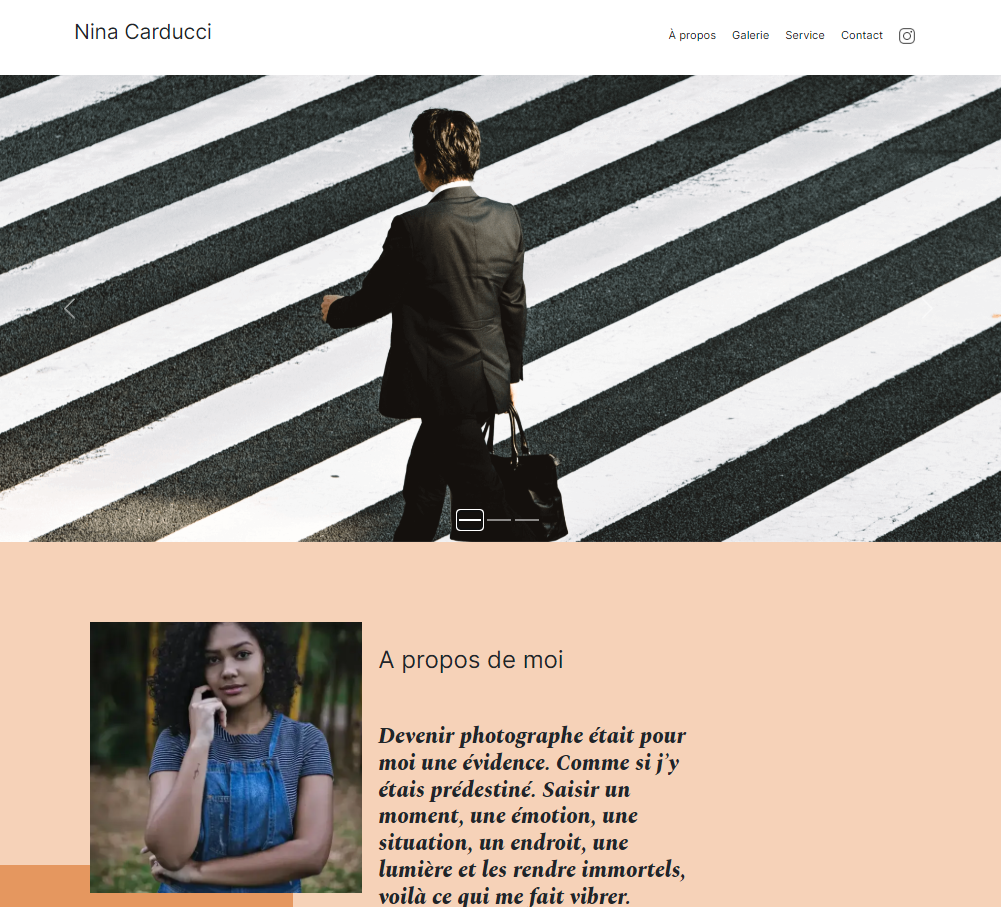 Nina Carducci
À propos Galerie Service Contact
A propos de moi
Devenir photographe était pour
moi une évidence. Comme si j'y
étais prédestiné. Saisir un
moment, une émotion, une
situation, un endroit, une
lumière et les rendre immortels,
voilà ce qui me fait vibrer.